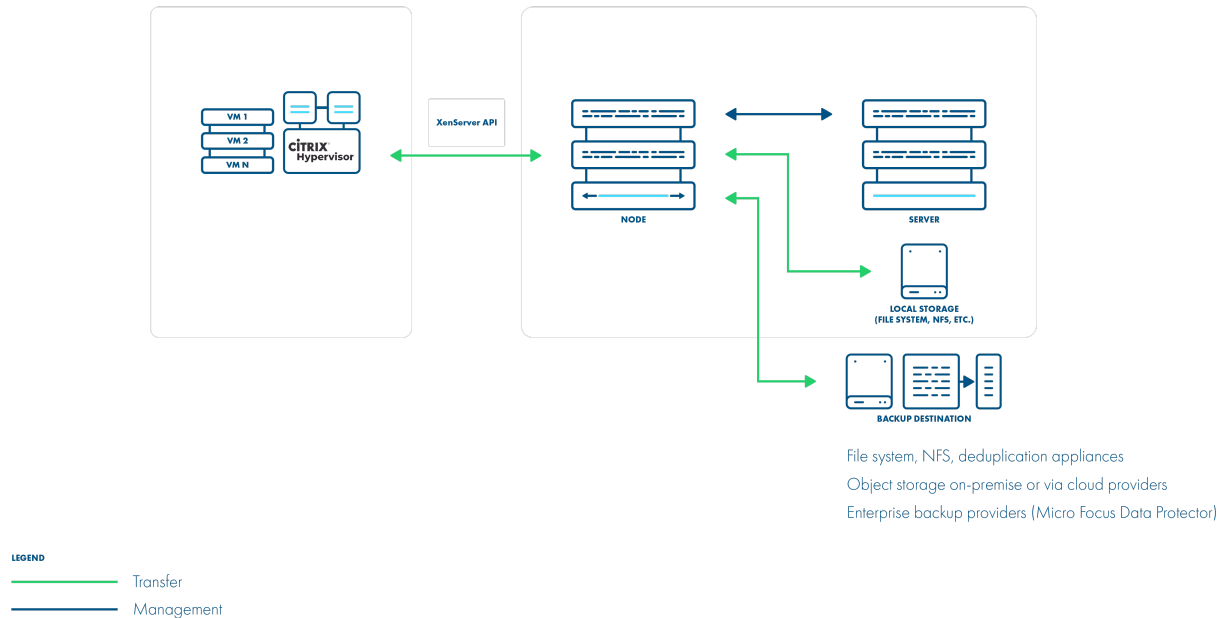 VM 1
VM 2
VM N
CİTRIX
Hypervisor
XenServer API
NODE
SERVER
LOCAL STORAGE
(FILE SYSTEM, NFS, ETC.)
BACKUP DESTINATION
File system, NFS, deduplication appliances
Object storage on-premise or via cloud providers
Enterprise backup providers (Micro Focus Data Protector)
LEGEND
Transfer
Management